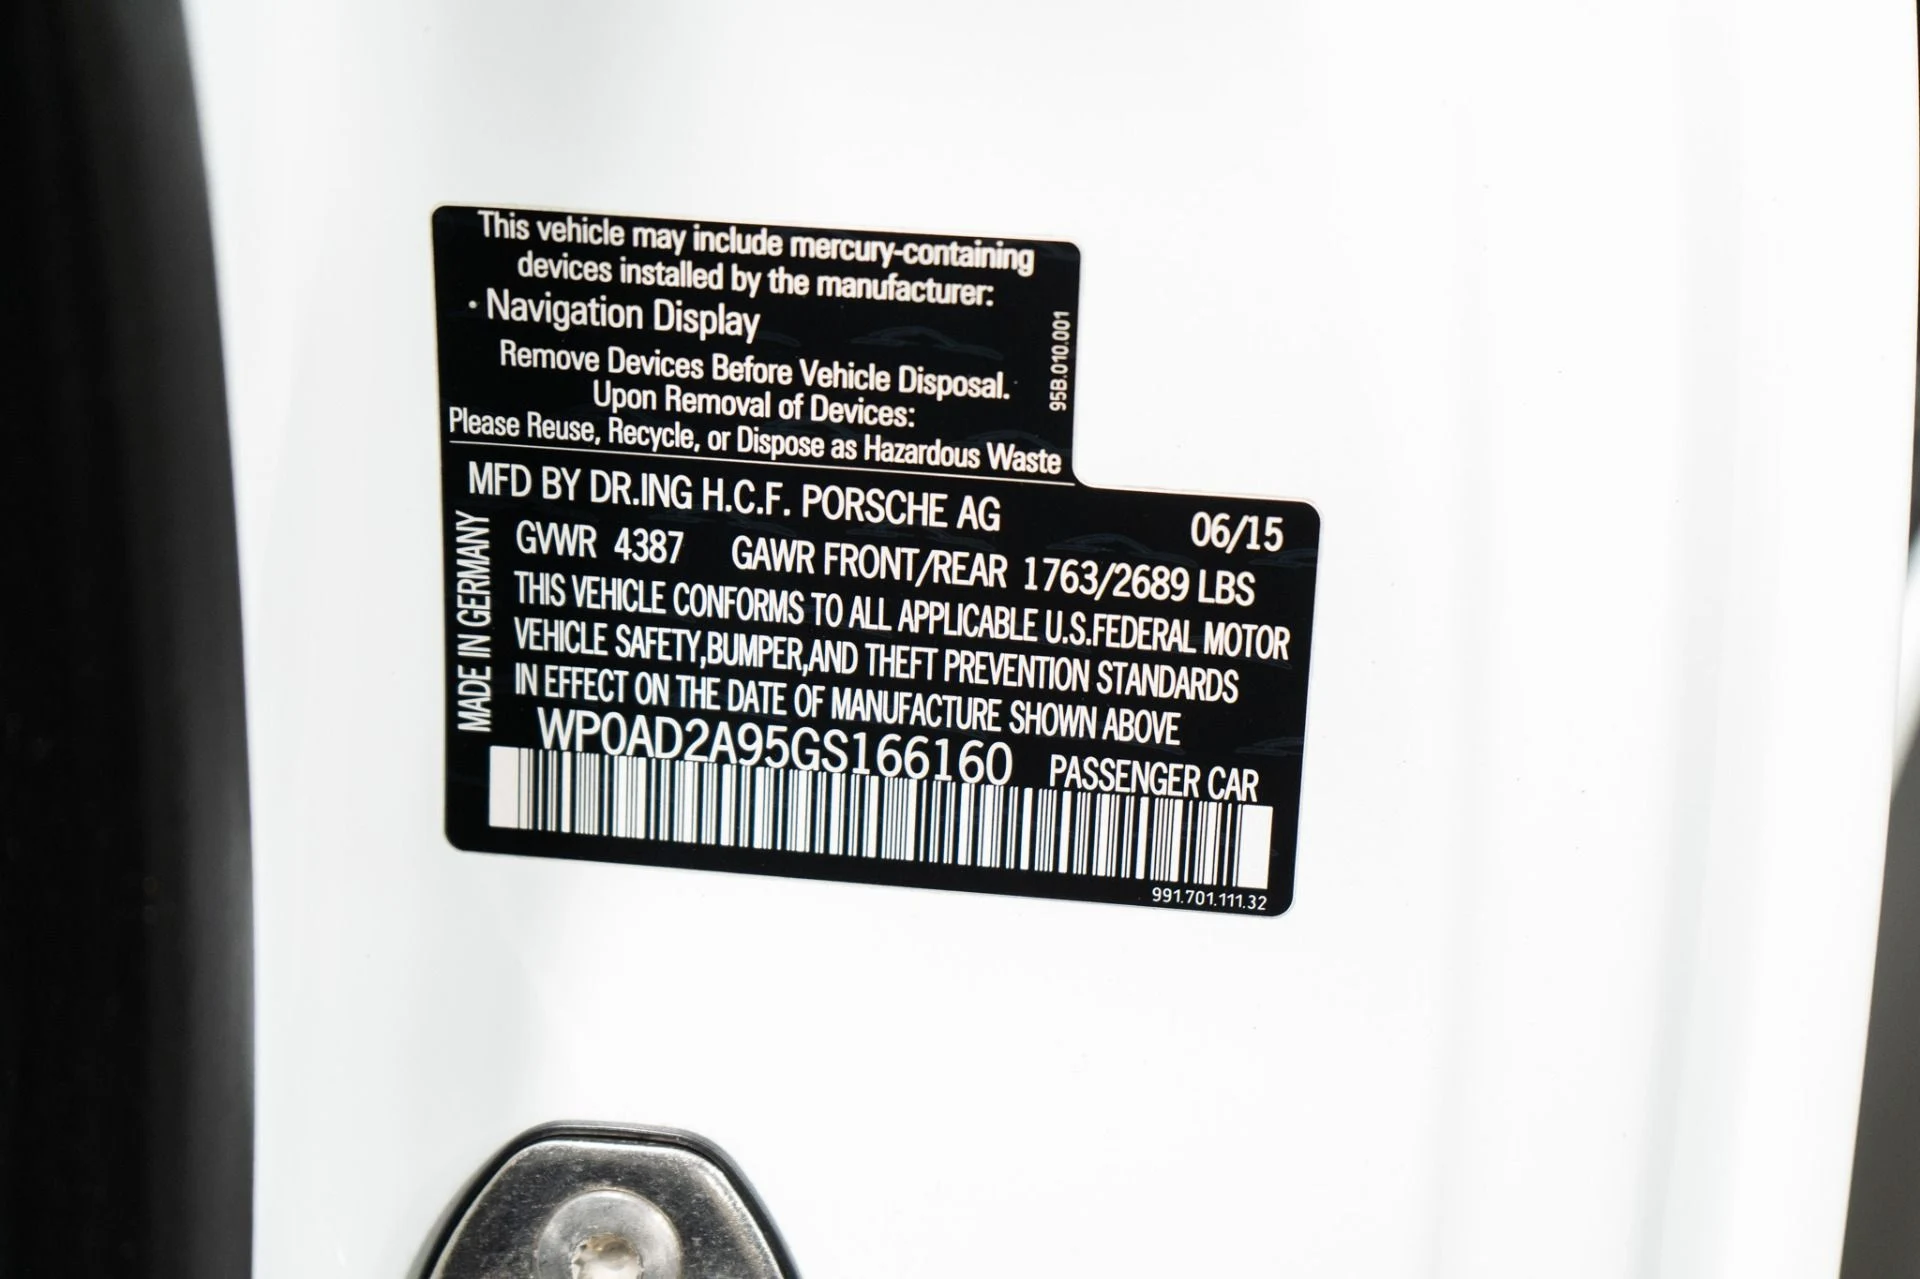 This vehicle may include mercury-containing
devices installed by the manufacturer:
· Navigation Display
Remove Devices Before Vehicle Disposal.
Upon Removal of Devices:
Please Reuse, Recycle, or Dispose as Hazardous Waste
95B.010.001
MFD BY DR.ING H.C.F. PORSCHE AG 06/15
GVWR 4387 GAWR FRONT/REAR 1763/2689 LBS
THIS VEHICLE CONFORMS TO ALL APPLICABLE U.S.FEDERAL MOTOR
VEHICLE SAFETY,BUMPER,AND THEFT PREVENTION STANDARDS
IN EFFECT ON THE DATE OF MANUFACTURE SHOWN ABOVE
MADE IN GERMANY
WP0AD2A95GS166160 PASSENGER CAR
991.701.111.32